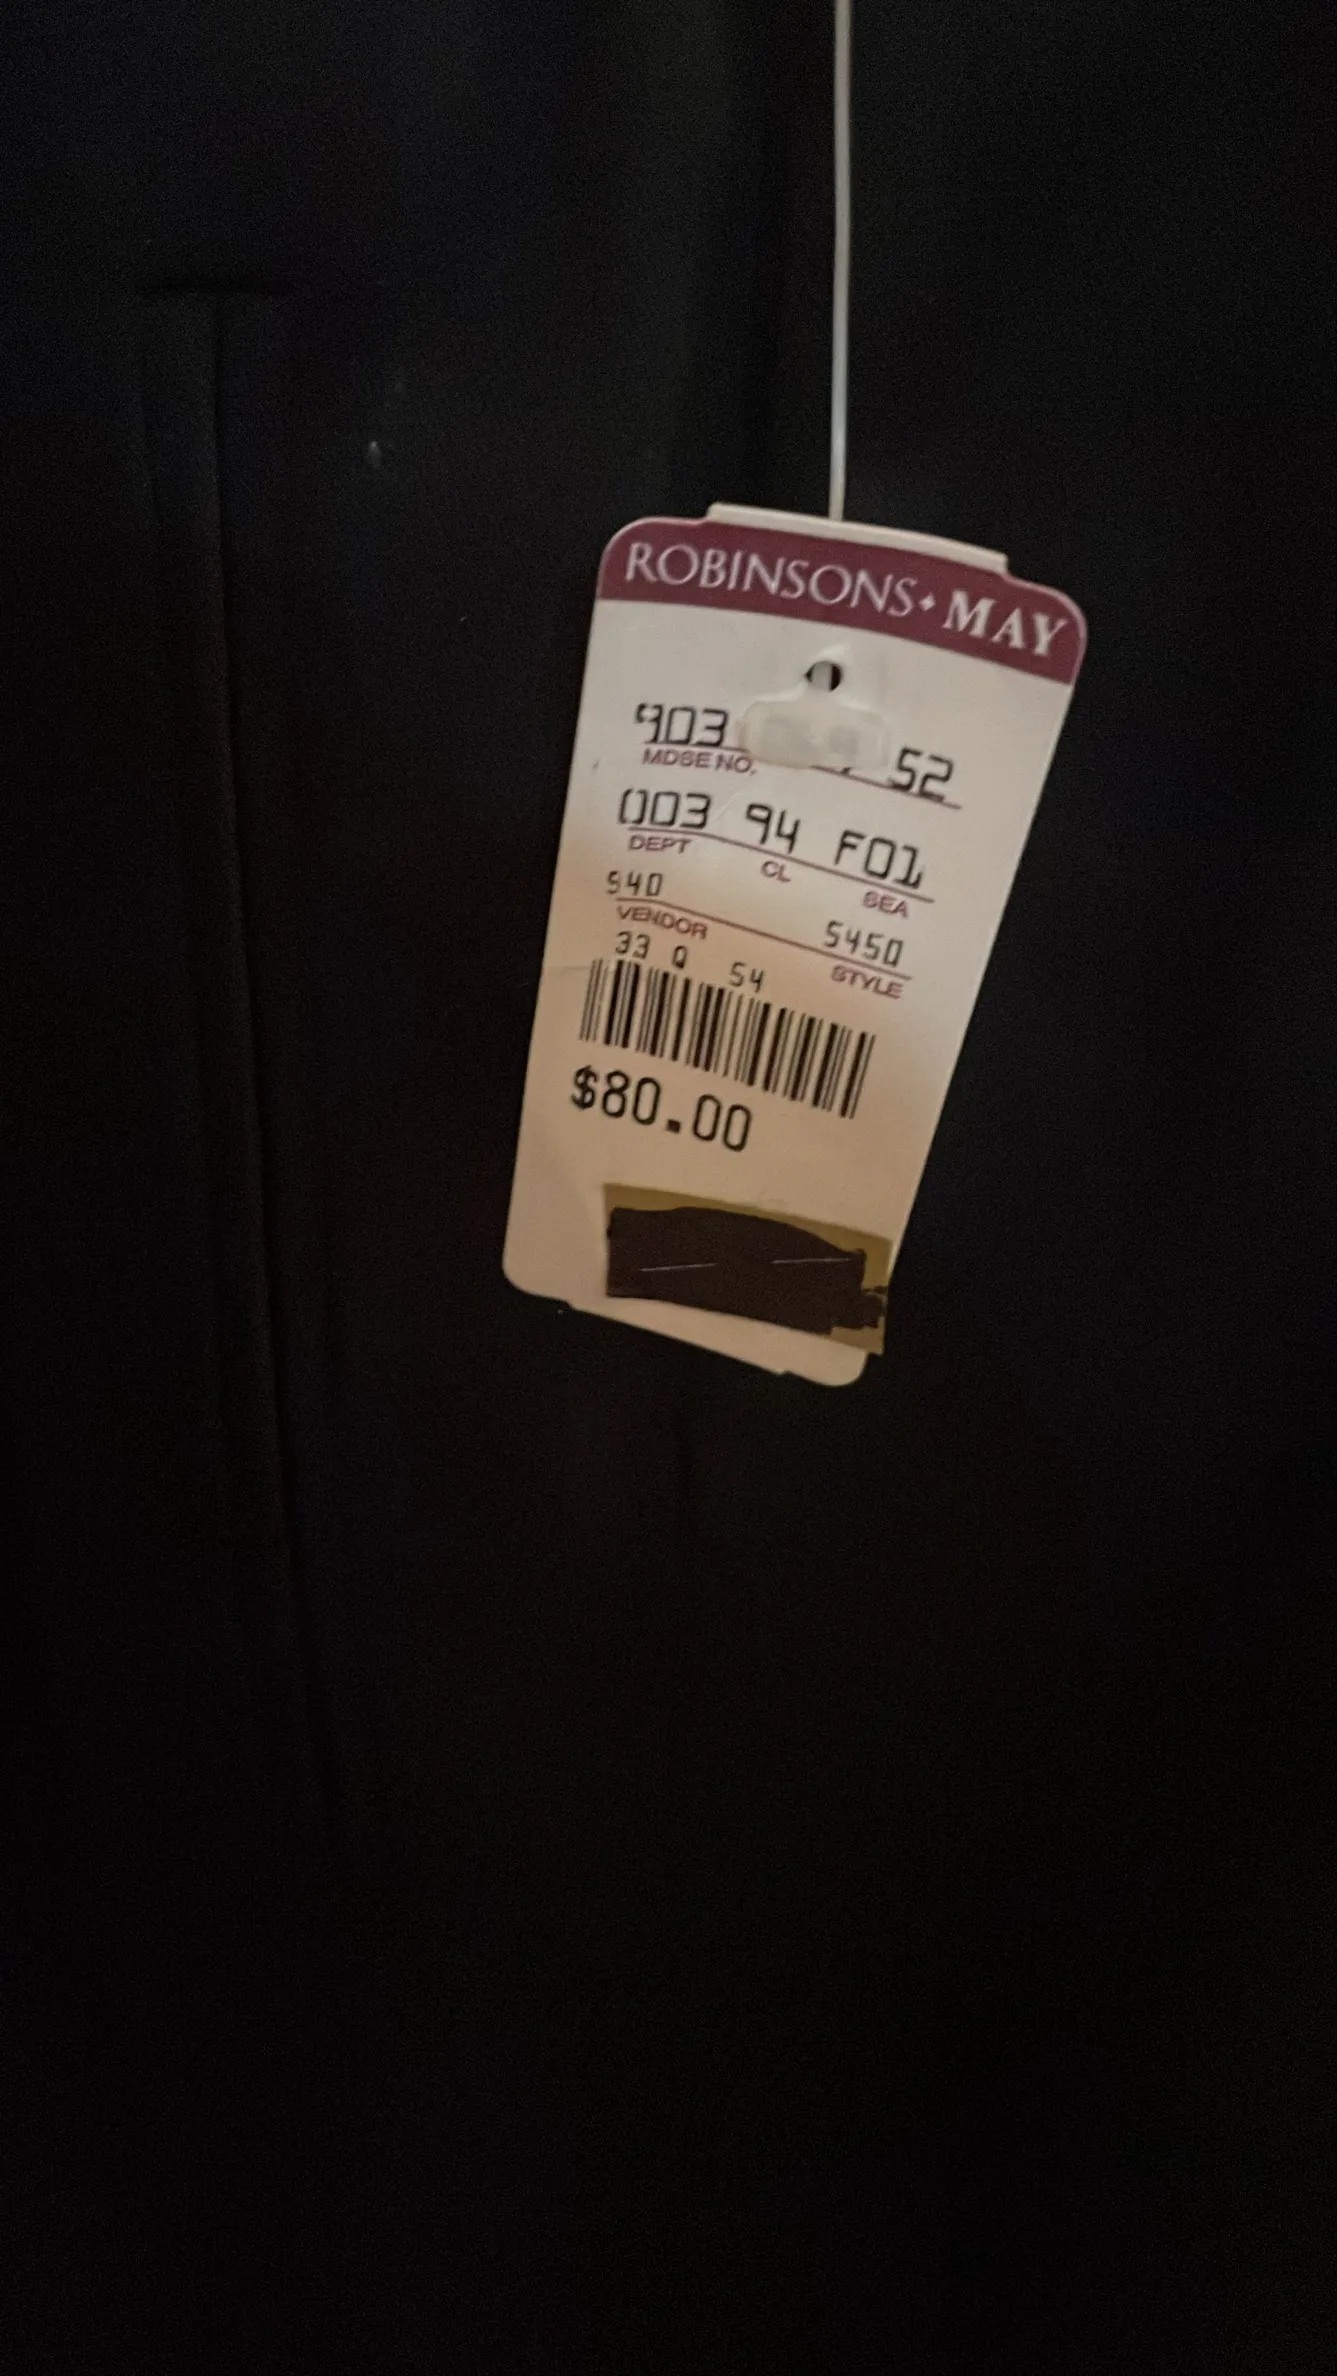 ROBINSONS · MAY
903 52
MDSE NO.
003 94 F01
DEPT CL SEA
940 5450
VENDOR STYLE
33 0 54
$80.00